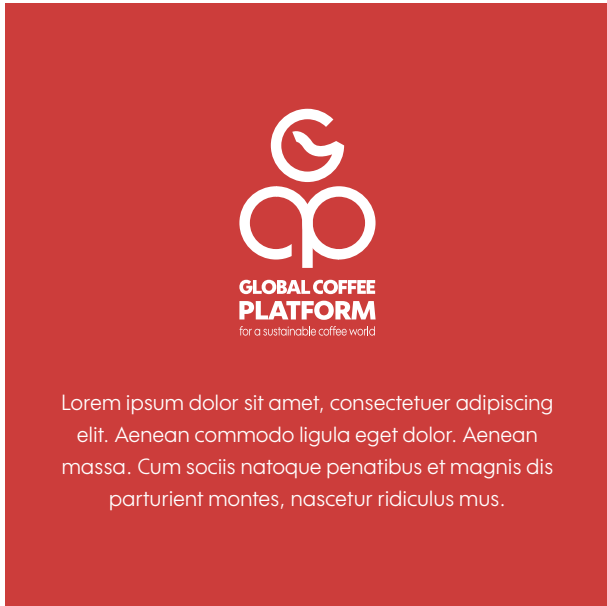 GLOBAL COFFEE
PLATFORM
for a sustainable coffee world
Lorem ipsum dolor sit amet, consectetuer adipiscing
elit. Aenean commodo ligula eget dolor. Aenean
massa. Cum sociis natoque penatibus et magnis dis
parturient montes, nascetur ridiculus mus.